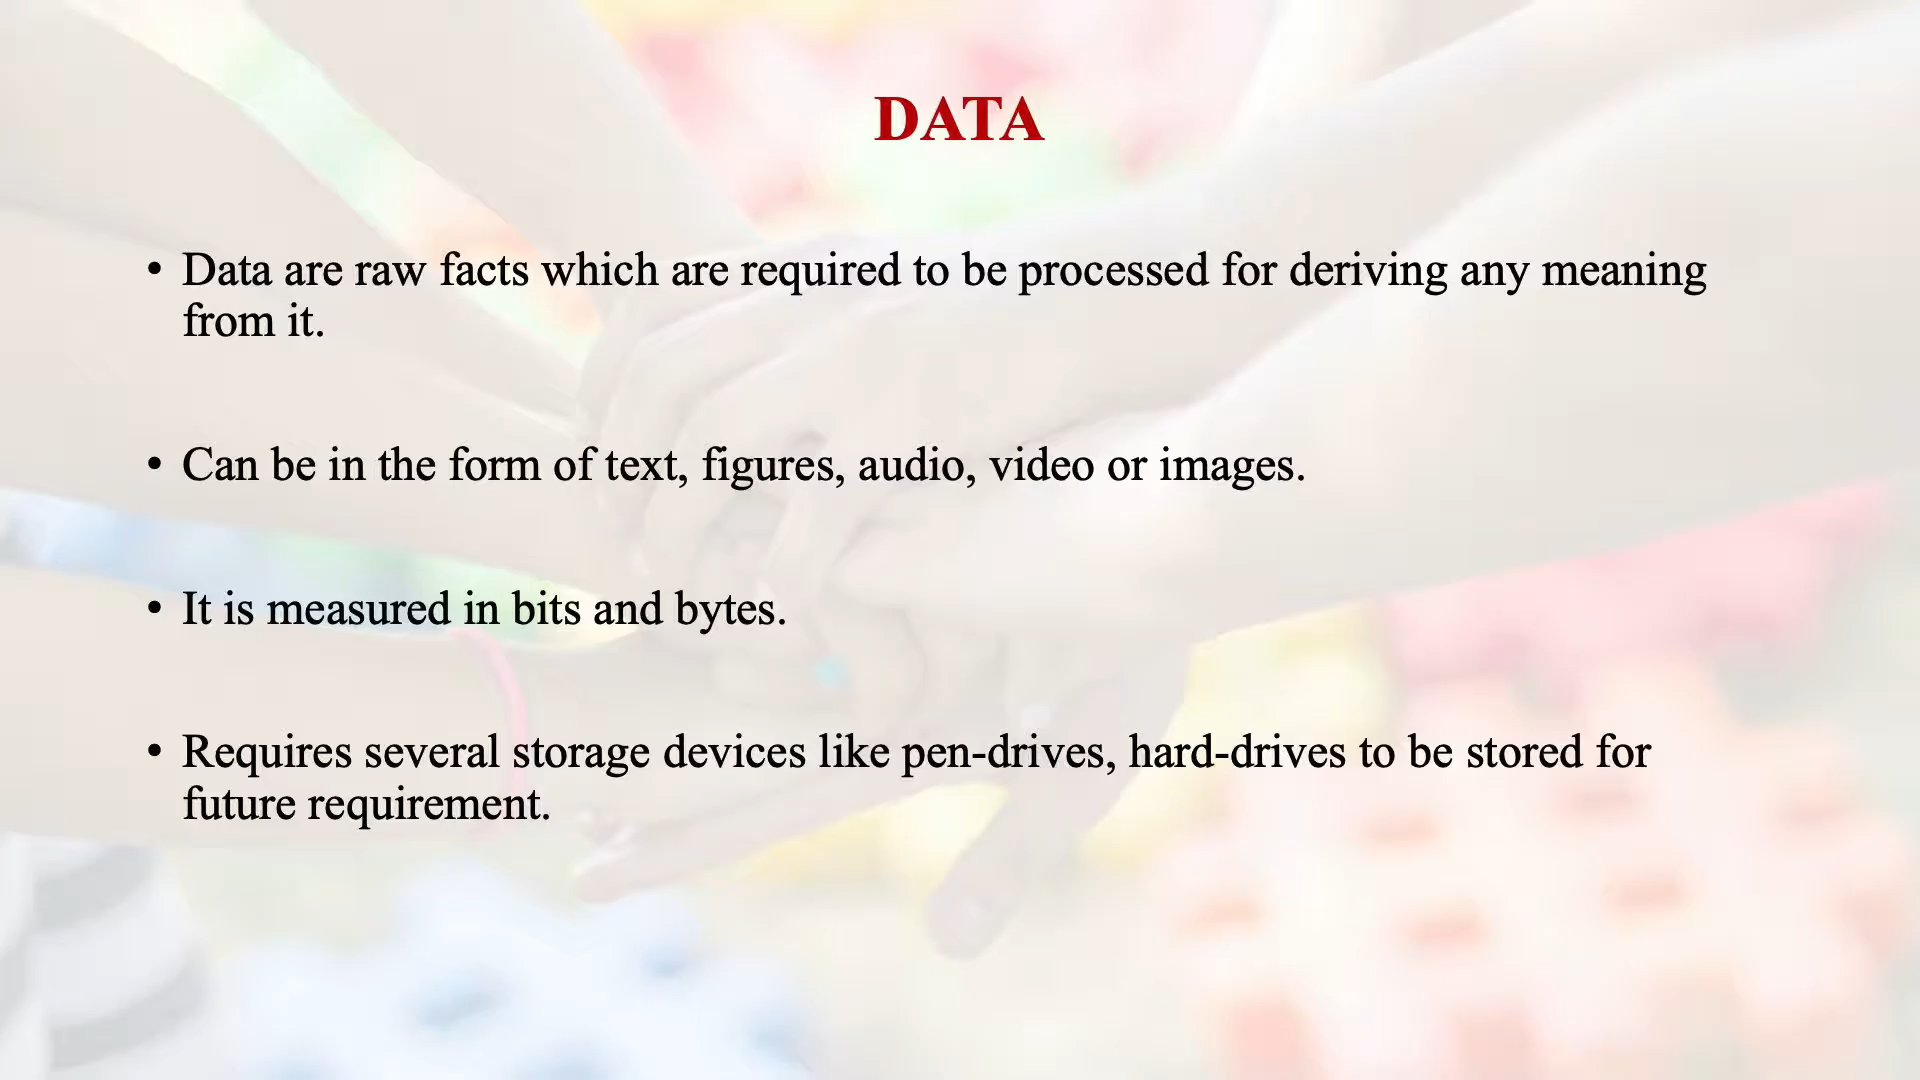 DATA
• Data are raw facts which are required to be processed for deriving any meaning
from it.
• Can be in the form of text, figures, audio, video or images.
• It is measured in bits and bytes.
• Requires several storage devices like pen-drives, hard-drives to be stored for
future requirement.